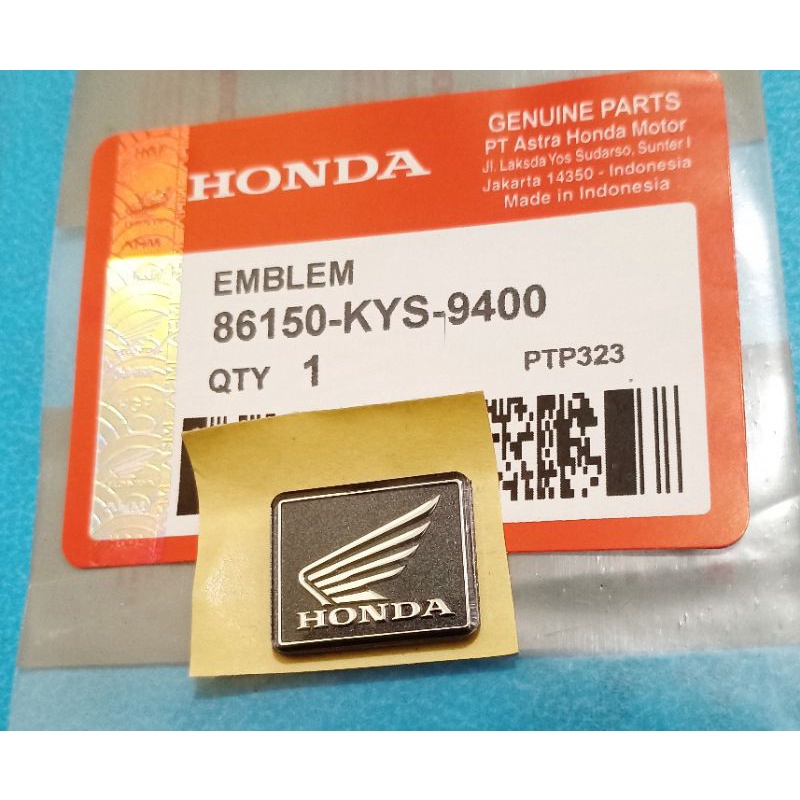 HONDA
GENUINE PARTS
PT Astra Honda Motor
Jl. Laksda Yos Sudarso, Sunter I
Jakarta 14350 - Indonesia
Made in Indonesia
EMBLEM
86150-KYS-9400
QTY 1
PTP323
HONDA